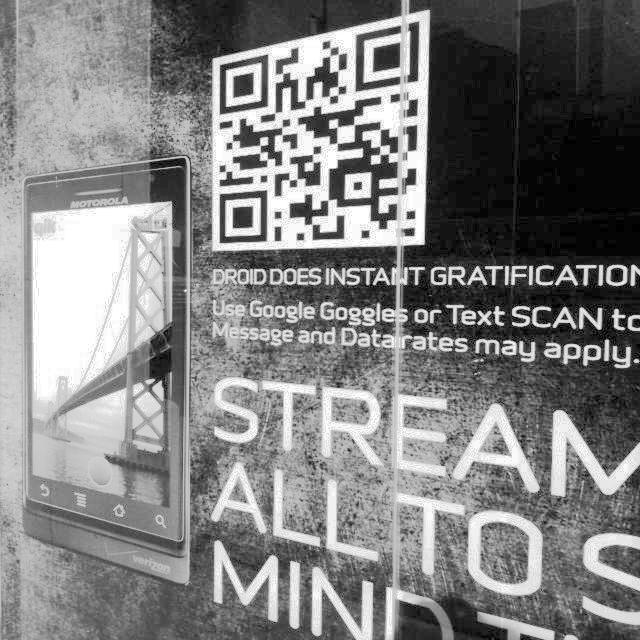 MOTOROLA
DROID DOES INSTANT GRATIFICATION
Use Google Goggles or Text SCAN to
Message and Data rates may apply.
STREAM
ALL TO S
MIND